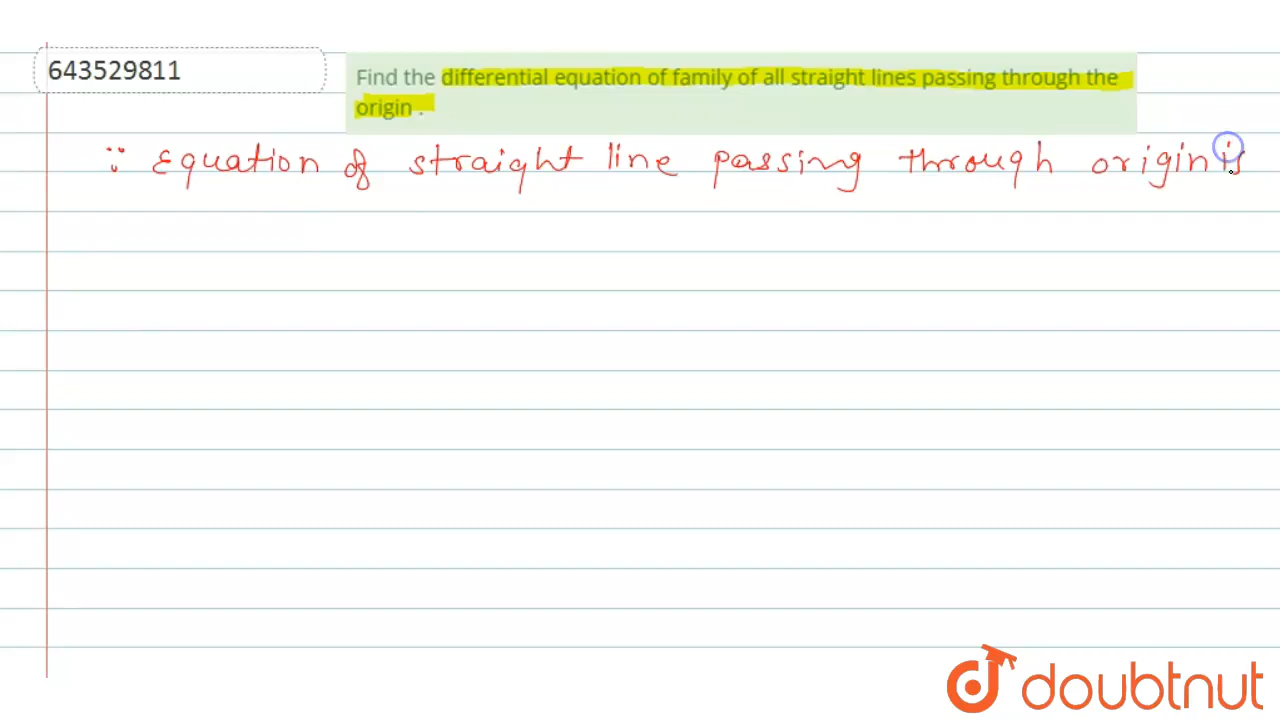 643529811
Find the differential equation of family of all straight lines passing through the
origin .
∵ Equation of straight line passing through origin is
doubtnut